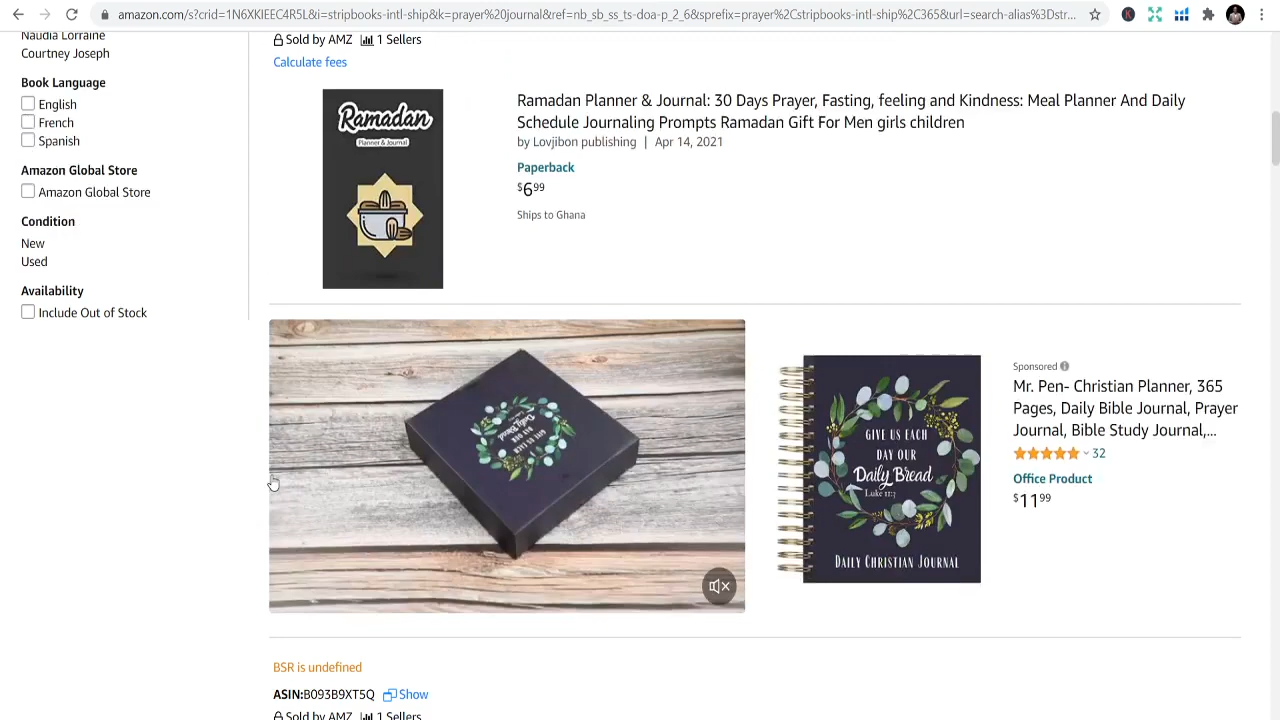 amazon.com/s?crid=1N6XKIEEC4R5L&i=stripbooks-intl-ship&k=prayer%20journal&ref=nb_sb_ss_ts-doa-p_2_6&sprefix=prayer%2Cstripbooks-intl-ship%2C365&url=search-alias%3Dstr...
Naudia Lorraine
Courtney Joseph
Book Language
English
French
Spanish
Amazon Global Store
Amazon Global Store
Condition
New
Used
Availability
Include Out of Stock
Sold by AMZ 1 Sellers
Calculate fees
Ramadan
Planner & Journal
Ramadan Planner & Journal: 30 Days Prayer, Fasting, feeling and Kindness: Meal Planner And Daily
Schedule Journaling Prompts Ramadan Gift For Men girls children
by Lovjibon publishing | Apr 14, 2021
Paperback
$6.99
Ships to Ghana
GIVE US EACH
DAY OUR
Daily Bread
Luke 11:3
DAILY CHRISTIAN JOURNAL
Sponsored
Mr. Pen- Christian Planner, 365
Pages, Daily Bible Journal, Prayer
Journal, Bible Study Journal,...
32
Office Product
$11.99
BSR is undefined
ASIN:B093B9XT5Q Show
Sold by AMZ 1 Sellers